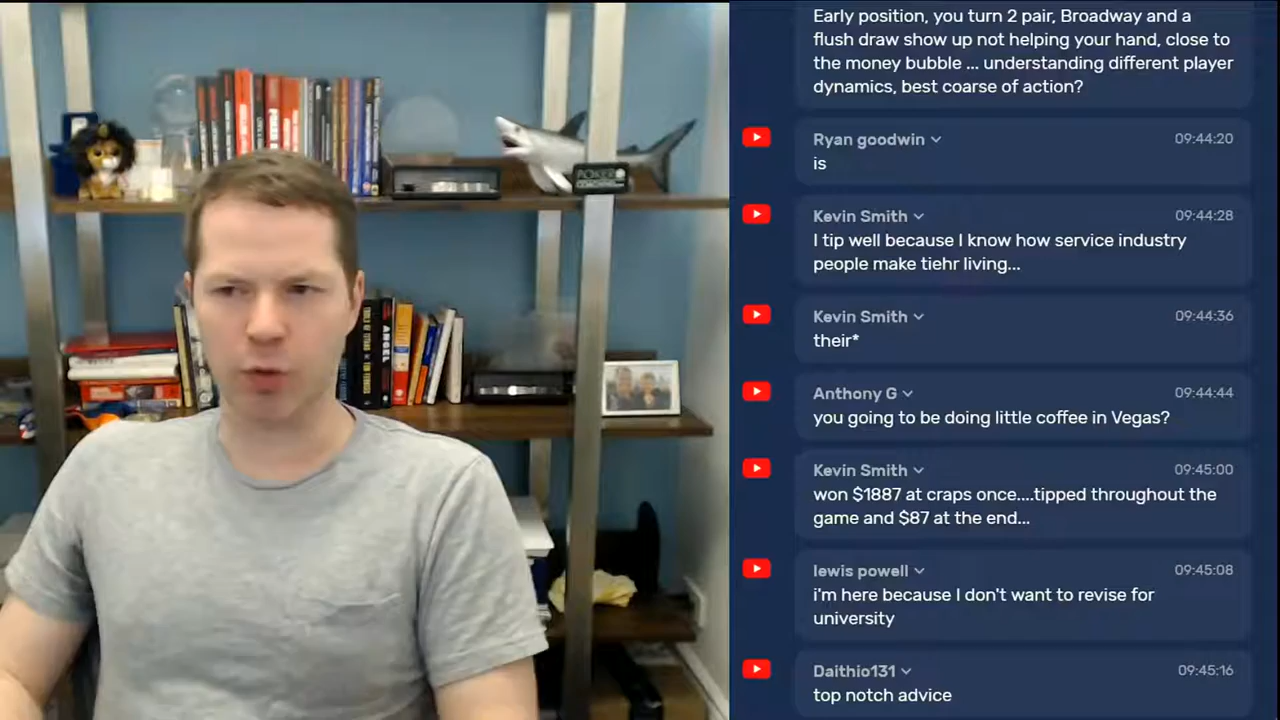 Early position, you turn 2 pair, Broadway and a
flush draw show up not helping your hand, close to
the money bubble ... understanding different player
dynamics, best coarse of action?
Ryan goodwin 09:44:20
is
Kevin Smith 09:44:28
I tip well because I know how service industry
people make tiehr living...
Kevin Smith 09:44:36
their*
Anthony G 09:44:44
you going to be doing little coffee in Vegas?
Kevin Smith 09:45:00
won $1887 at craps once....tipped throughout the
game and $87 at the end...
lewis powell 09:45:08
i'm here because I don't want to revise for
university
Daithio131 09:45:16
top notch advice
POKER
COACHING
ANGEL